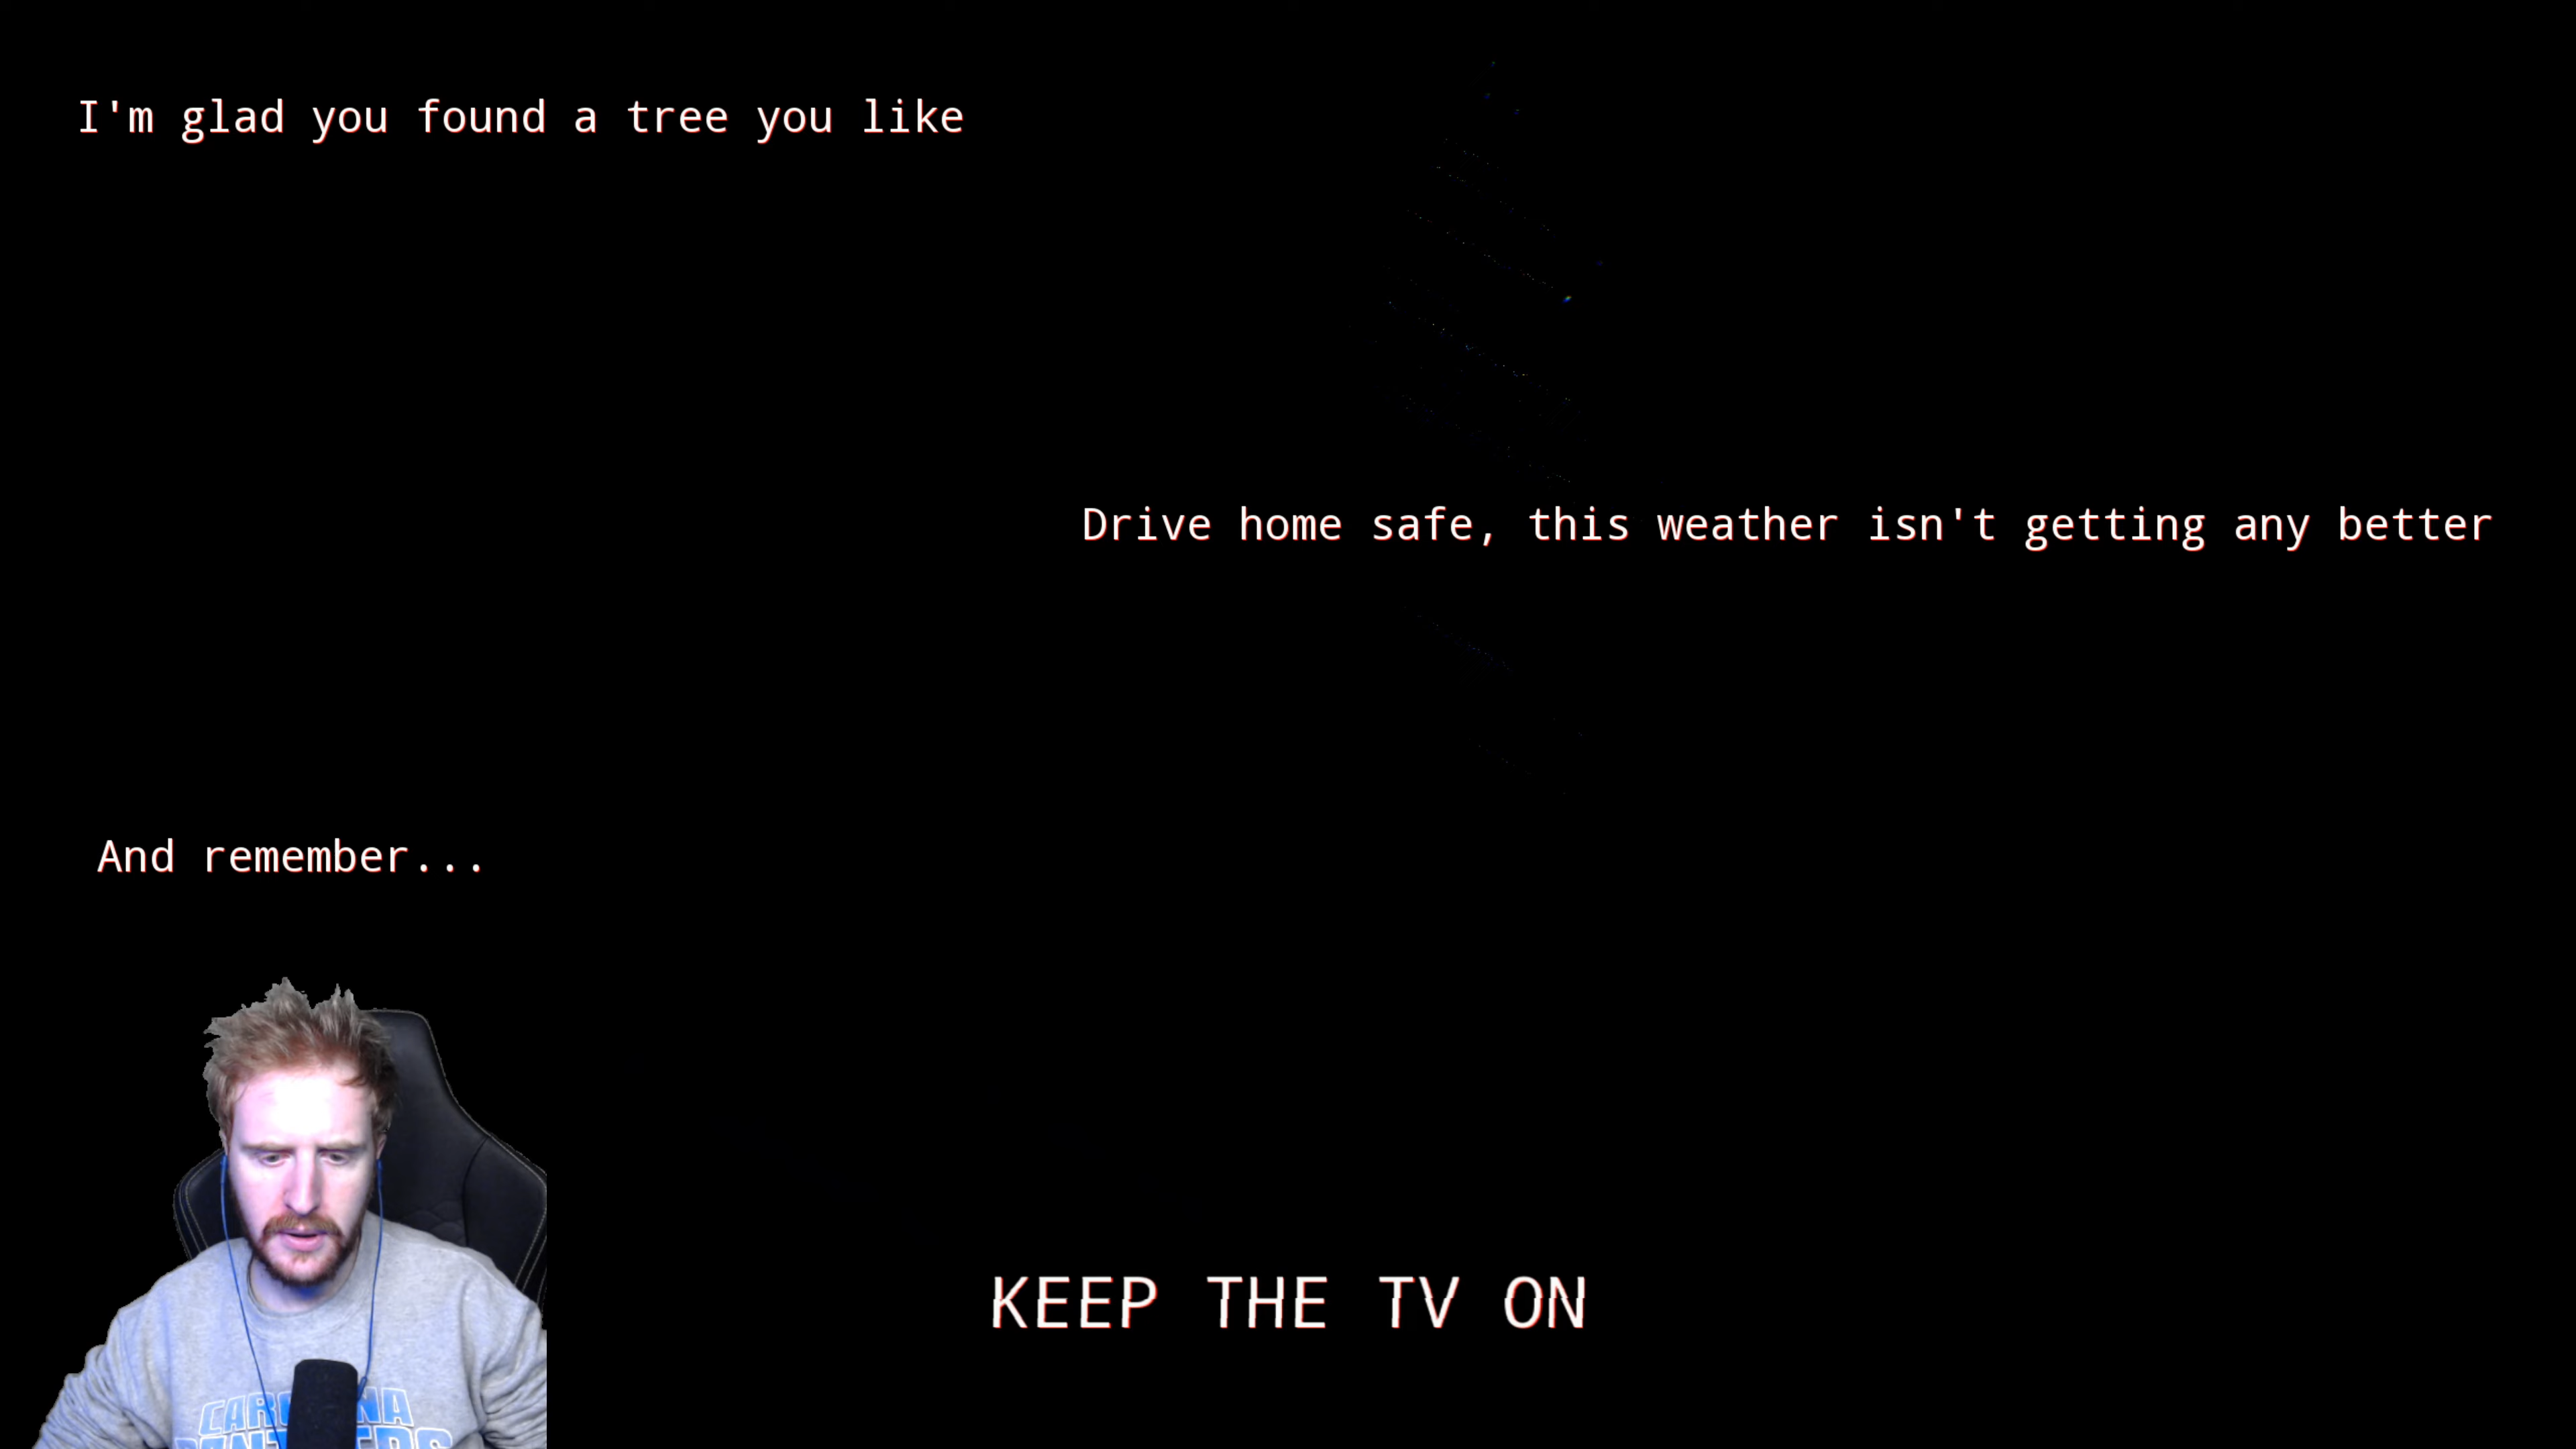 I'm glad you found a tree you like
Drive home safe, this weather isn't getting any better
And remember...
KEEP THE TV ON